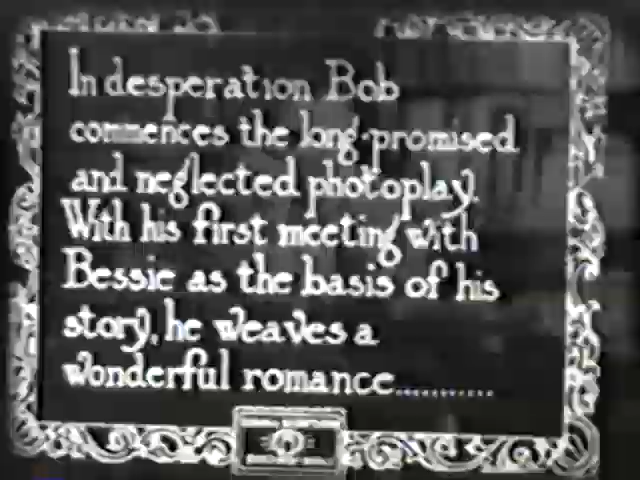 In desperation Bob
commences the long-promised
and neglected photoplay.
With his first meeting with
Bessie as the basis of his
story, he weaves a
wonderful romance............